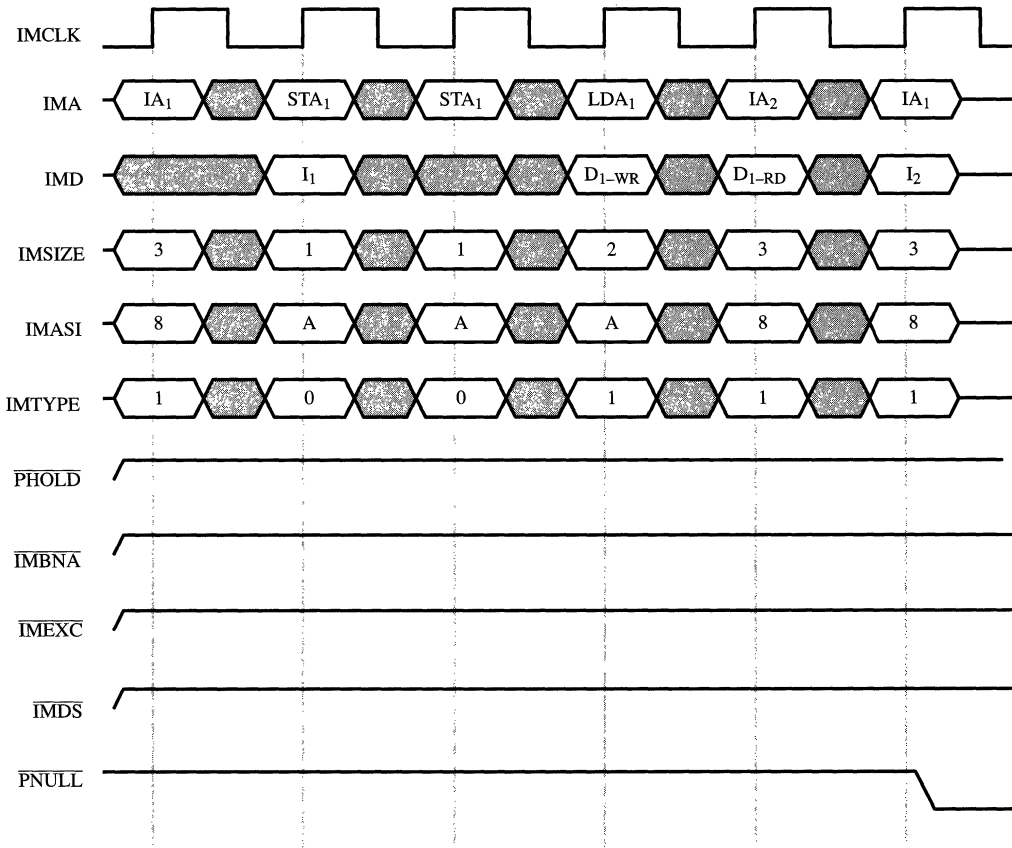 IMCLK
IMA IA₁ STA₁ STA₁ LDA₁ IA₂ IA₁
IMD I₁ D₁₋WR D₁₋RD I₂
IMSIZE 3 1 1 2 3 3
IMASI 8 A A A 8 8
IMTYPE 1 0 0 1 1 1
PHOLD
IMBNA
IMEXC
IMDS
PNULL